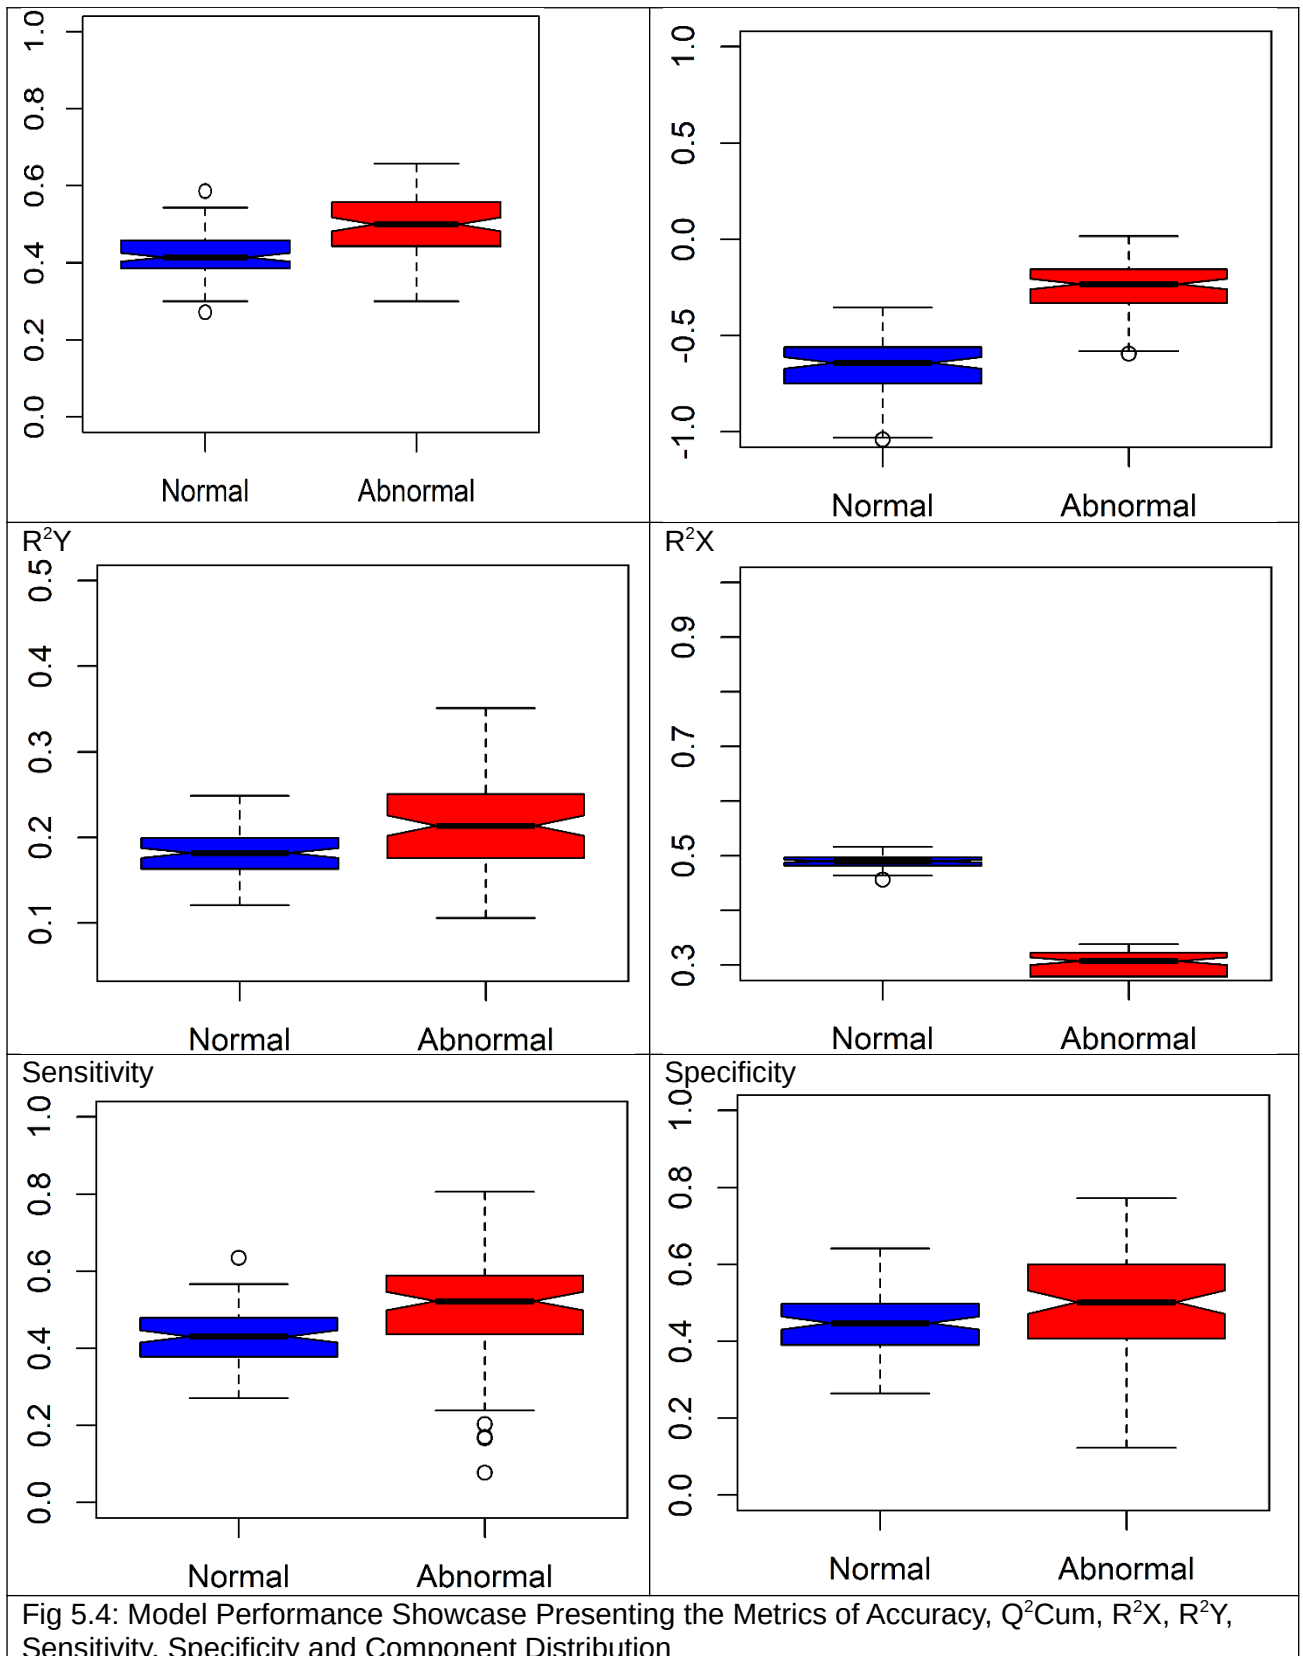 1.0
0.8
0.6
0.4
0.2
0.0
Normal Abnormal
1.0
0.5
0.0
-0.5
-1.0
Normal Abnormal
R²Y
0.5
0.4
0.3
0.2
0.1
Normal Abnormal
R²X
0.9
0.7
0.5
0.3
Normal Abnormal
Sensitivity
1.0
0.8
0.6
0.4
0.2
0.0
Normal Abnormal
Specificity
1.0
0.8
0.6
0.4
0.2
0.0
Normal Abnormal
Fig 5.4: Model Performance Showcase Presenting the Metrics of Accuracy, Q²Cum, R²X, R²Y,
Sensitivity, Specificity and Component Distribution